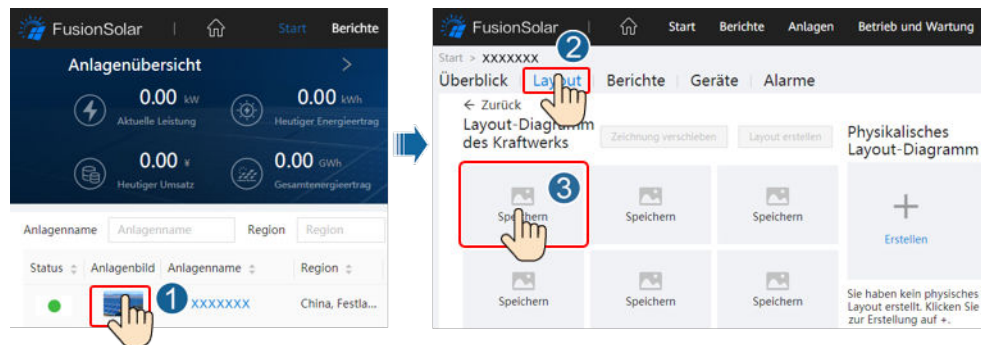 FusionSolar
Start
Berichte
Anlagenübersicht
>
0.00 kW
Aktuelle Leistung
0.00 kWh
Heutiger Energieertrag
0.00 ¥
Heutiger Umsatz
0.00 GWh
Gesamtenergieertrag
Anlagenname
Anlagenname
Region
Region
Status
Anlagenbild
Anlagenname
Region
1
XXXXXXX
China, Festla...
FusionSolar
Start
Berichte
Anlagen
Betrieb und Wartung
2
Start > XXXXXXX
Überblick
Layout
Berichte
Geräte
Alarme
← Zurück
Layout-Diagramm
des Kraftwerks
Zeichnung verschieben
Layout erstellen
Physikalisches
Layout-Diagramm
3
Speichern
Speichern
Speichern
+
Erstellen
Speichern
Speichern
Speichern
Sie haben kein physisches
Layout erstellt. Klicken Sie
zur Erstellung auf +.